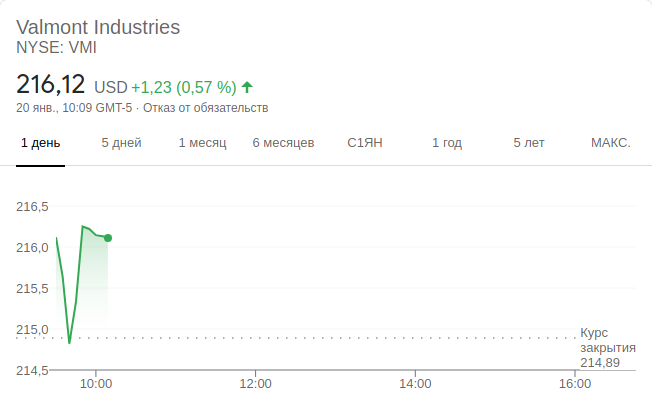 Valmont Industries
NYSE: VMI
216,12 USD +1,23 (0,57 %)
20 янв., 10:09 GMT-5 · Отказ от обязательств
1 день 5 дней 1 месяц 6 месяцев С1ЯН 1 год 5 лет МАКС.
216,5
216,0
215,5
215,0
Курс
закрытия
214,89
214,5
10:00 12:00 14:00 16:00